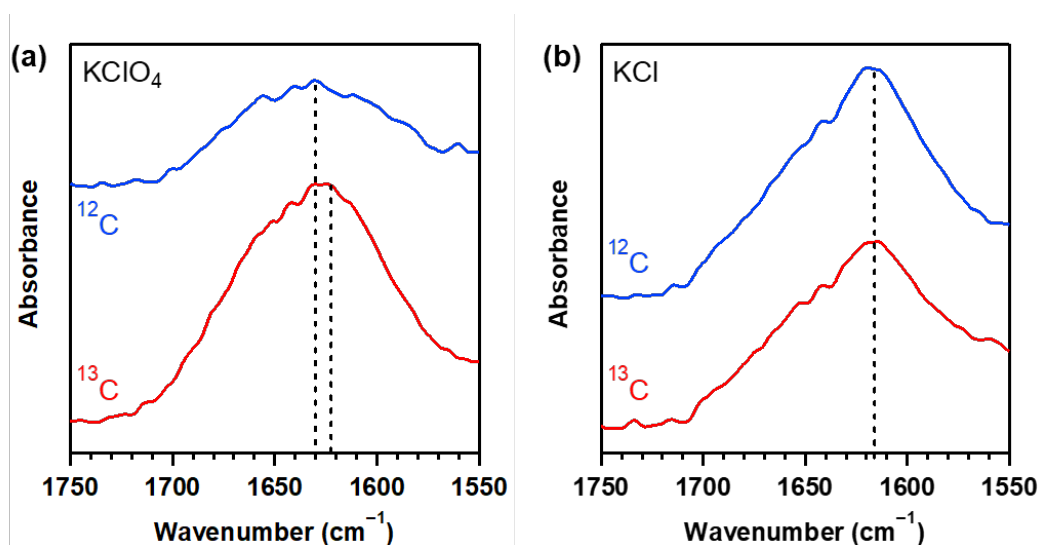 (a)
KClO₄
¹²C
¹³C
Absorbance
1750 1700 1650 1600 1550
Wavenumber (cm⁻¹)
(b)
KCl
¹²C
¹³C
Absorbance
1750 1700 1650 1600 1550
Wavenumber (cm⁻¹)